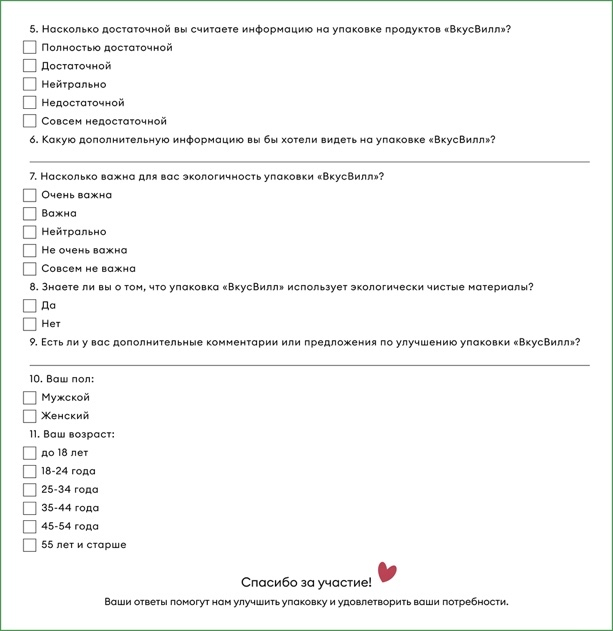 5. Насколько достаточной вы считаете информацию на упаковке продуктов «ВкусВилл»?
Полностью достаточной
Достаточной
Нейтрально
Недостаточной
Совсем недостаточной
6. Какую дополнительную информацию вы бы хотели видеть на упаковке «ВкусВилл»?
7. Насколько важна для вас экологичность упаковки «ВкусВилл»?
Очень важна
Важна
Нейтрально
Не очень важна
Совсем не важна
8. Знаете ли вы о том, что упаковка «ВкусВилл» использует экологически чистые материалы?
Да
Нет
9. Есть ли у вас дополнительные комментарии или предложения по улучшению упаковки «ВкусВилл»?
10. Ваш пол:
Мужской
Женский
11. Ваш возраст:
до 18 лет
18-24 года
25-34 года
35-44 года
45-54 года
55 лет и старше
Спасибо за участие!
Ваши ответы помогут нам улучшить упаковку и удовлетворить ваши потребности.